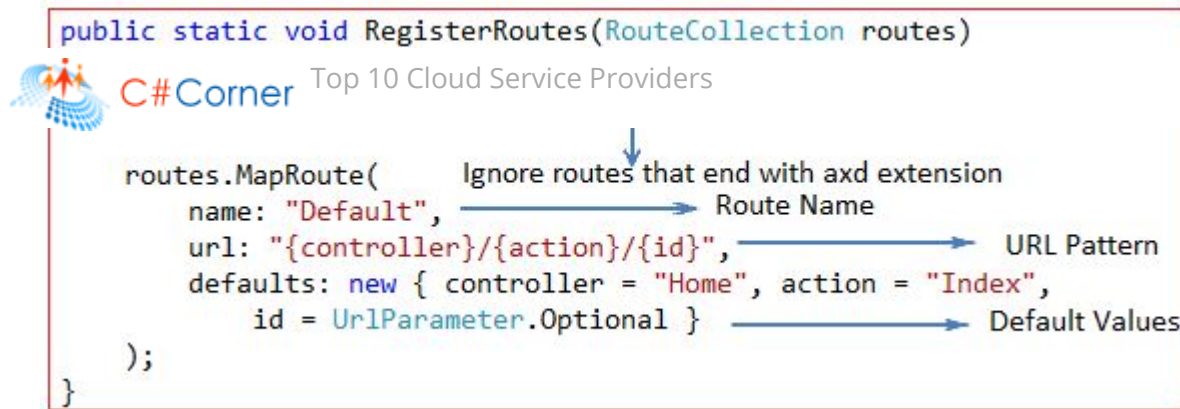 public static void RegisterRoutes(RouteCollection routes)
C#Corner Top 10 Cloud Service Providers
routes.MapRoute( Ignore routes that end with axd extension
name: "Default", Route Name
url: "{controller}/{action}/{id}", URL Pattern
defaults: new { controller = "Home", action = "Index",
id = UrlParameter.Optional } Default Values
);
}